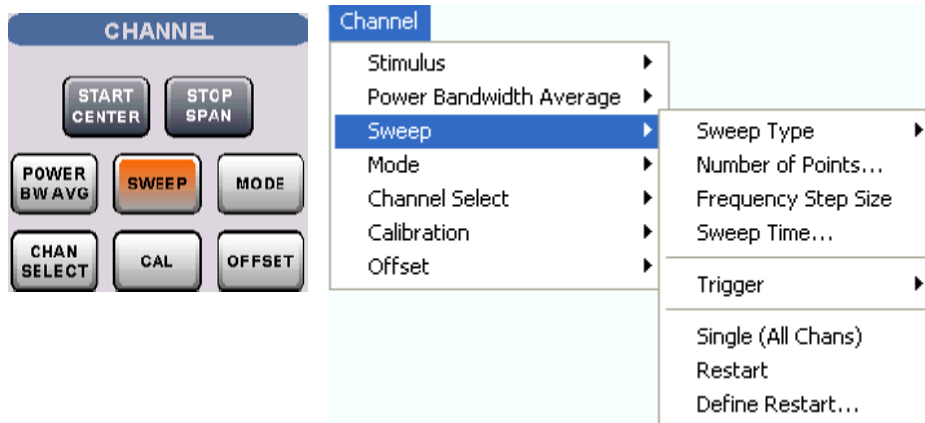 CHANNEL
START
CENTER
STOP
SPAN
POWER
BW AVG
SWEEP
MODE
CHAN
SELECT
CAL
OFFSET
Channel
Stimulus
Power Bandwidth Average
Sweep
Mode
Channel Select
Calibration
Offset
Sweep Type
Number of Points...
Frequency Step Size
Sweep Time...
Trigger
Single (All Chans)
Restart
Define Restart...